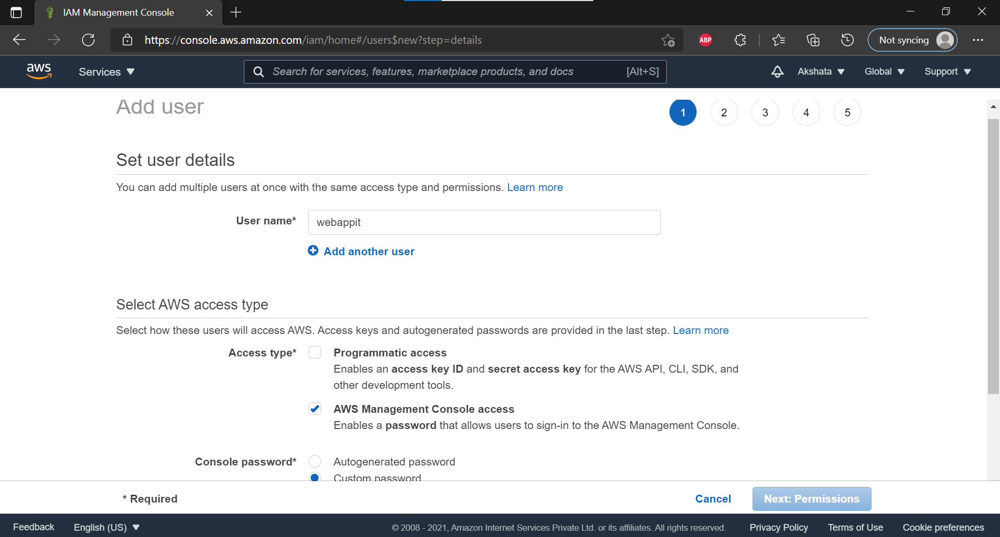 IAM Management Console
https://console.aws.amazon.com/iam/home#/users$new?step=details
ABP
Not syncing
aws
Services
Search for services, features, marketplace products, and docs
[Alt+S]
Akshata
Global
Support
Add user
1
2
3
4
5
Set user details
You can add multiple users at once with the same access type and permissions. Learn more
User name*
webappit
Add another user
Select AWS access type
Select how these users will access AWS. Access keys and autogenerated passwords are provided in the last step. Learn more
Access type*
Programmatic access
Enables an access key ID and secret access key for the AWS API, CLI, SDK, and
other development tools.
AWS Management Console access
Enables a password that allows users to sign-in to the AWS Management Console.
Console password*
Autogenerated password
Custom password
* Required
Cancel
Next: Permissions
Feedback
English (US)
© 2008 - 2021, Amazon Internet Services Private Ltd. or its affiliates. All rights reserved.
Privacy Policy
Terms of Use
Cookie preferences